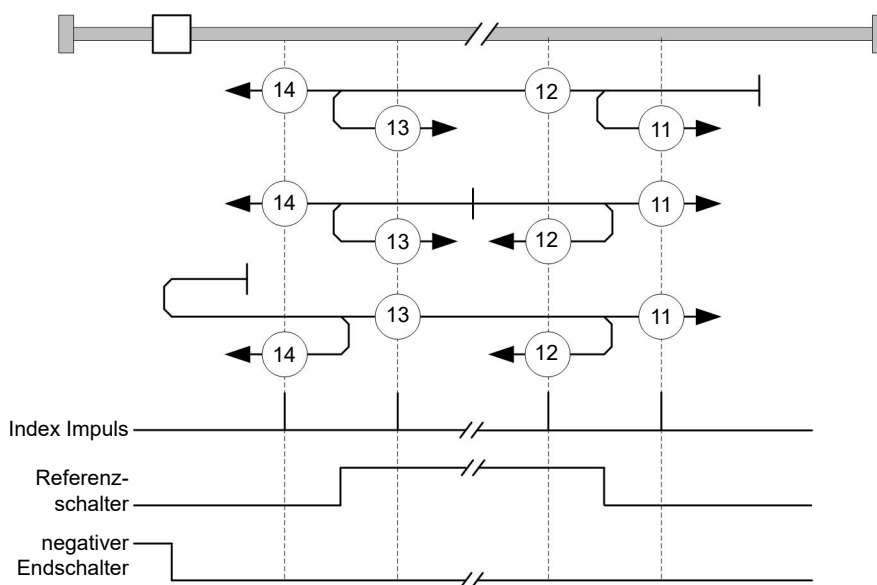 14
12
13
11
14
11
13
12
13
11
14
12
Index Impuls
Referenz-
schalter
negativer
Endschalter